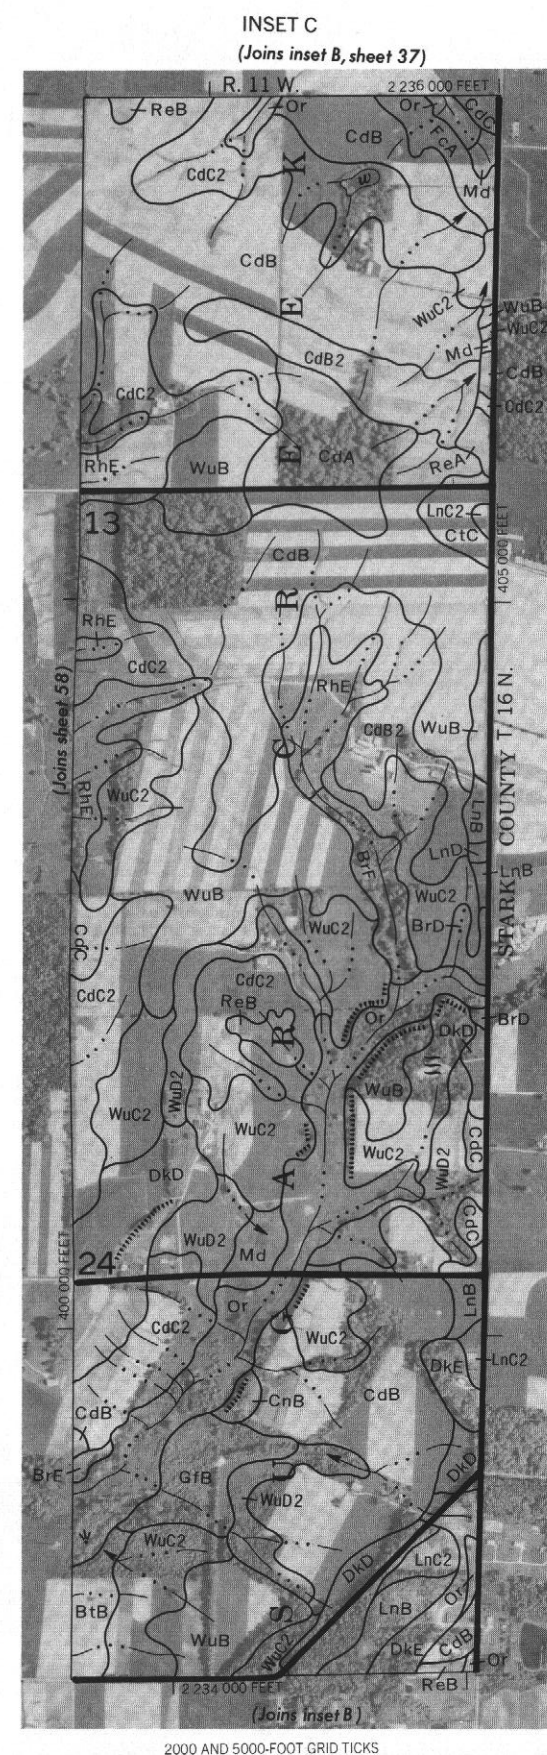 INSET C
(Joins inset B, sheet 37)
R. 11 W.
2 236 000 FEET
ReB
Or
Or
CdC
CdB
FcA
CdC2
K
Md
CdB
E
WuC2
WuB
WuC2
CdB2
Md
CdB
CdC2
CdC2
RhE
WuB
E
CdA
ReA
13
LnC2
CtC
CdB
405 000 FEET
R
RhE
CdC2
RhE
(Joins sheet 58)
CdB2
WuB
C
STARK COUNTY T. 16 N.
RhE
WuC2
LnB
LnD
LnB
BrF
WuB
WuC2
WuC2
BrD
CdC
CdC2
CdC2
ReB
R
Or
DkD
BrD
WuD2
WuB
WuC2
WuC2
WuC2
CdC
WuD2
DkD
A
CdC
WuD2
Md
24
400 000 FEET
Or
LnB
CdC2
G
WuC2
DkE
LnC2
CnB
CdB
CdB
BrE
GfB
U
DkD
WuD2
WuC2
DkD
LnC2
BtB
LnB
Or
WuB
S
WuC2
DkE
CdB
Or
ReB
2 234 000 FEET
(Joins inset B)
2000 AND 5000-FOOT GRID TICKS